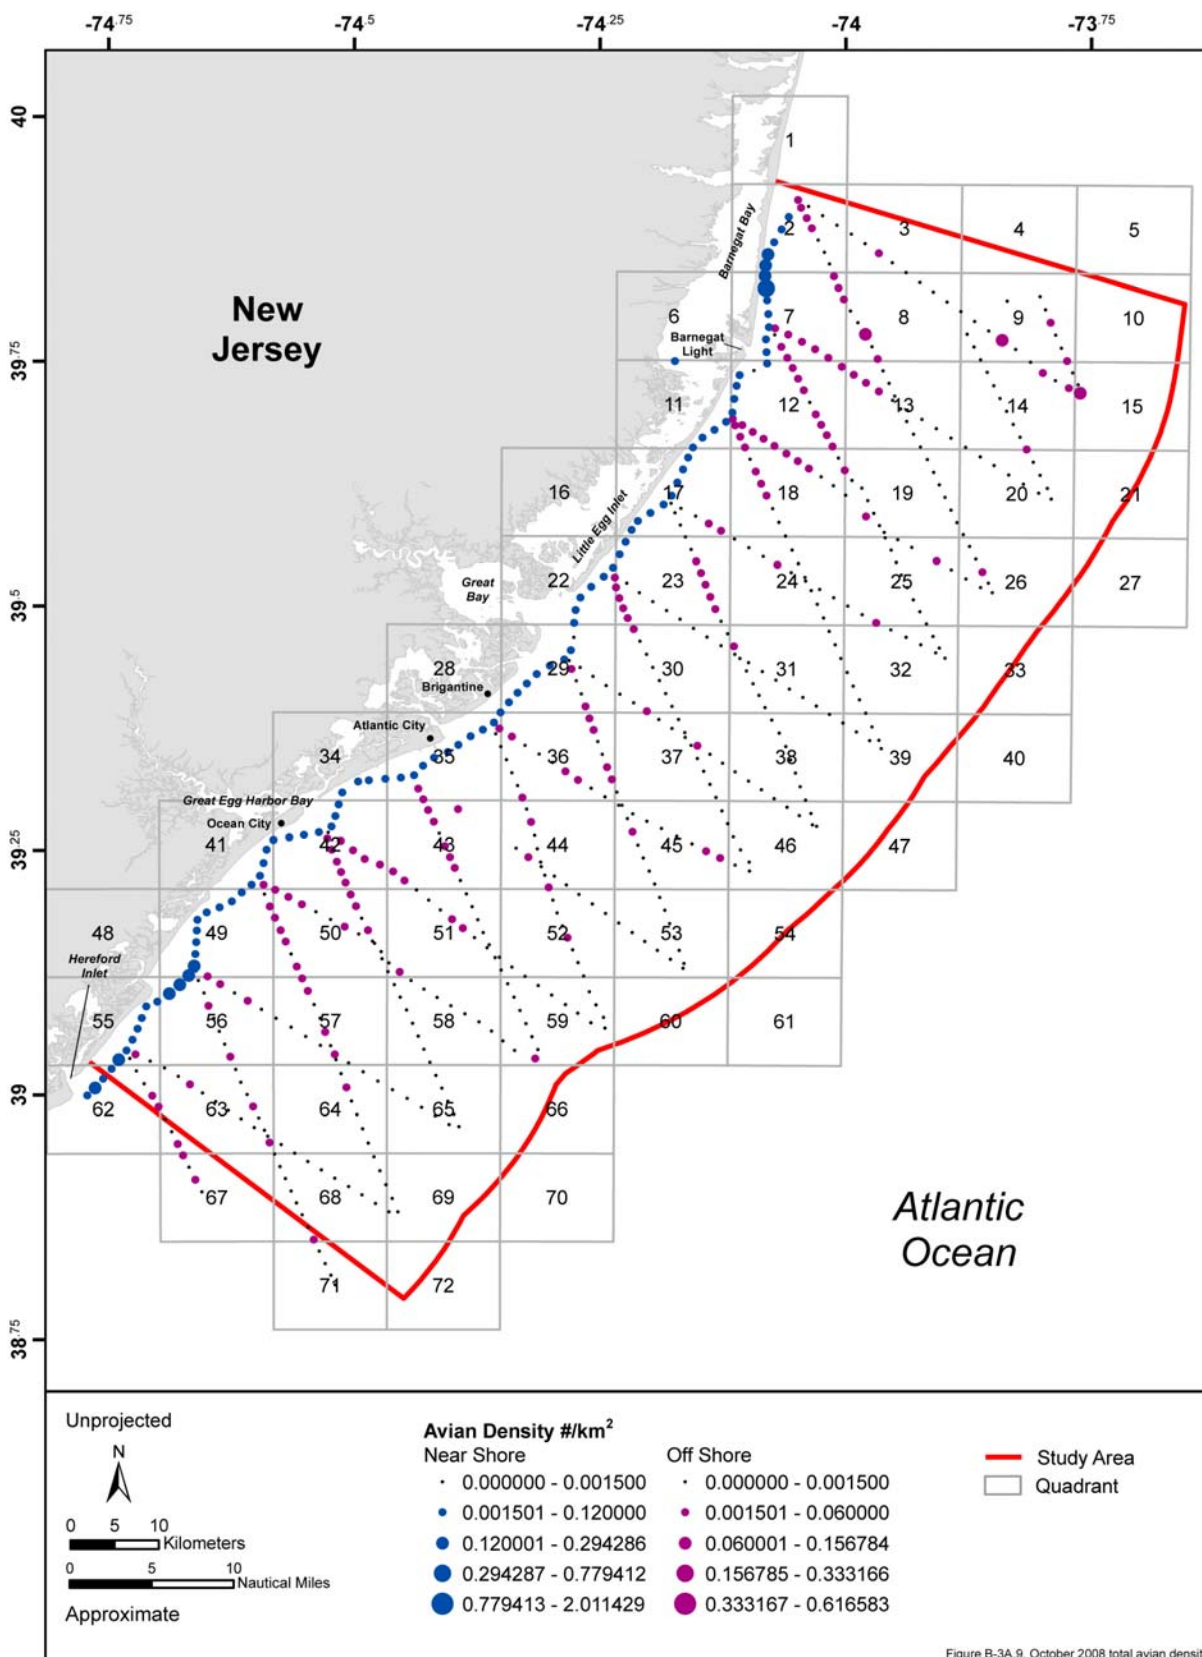 -74.75 -74.5 -74.25 -74 -73.75
40
39.75
39.5
39.25
39
38.75
New
Jersey
1
Barnegat Bay
2 3 4 5
6 7 8 9 10
Barnegat
Light
11 12 13 14 15
16 17 18 19 20 21
Little Egg Inlet
22 23 24 25 26 27
Great
Bay
28 29 30 31 32 33
Brigantine
Atlantic City
34 35 36 37 38 39 40
Great Egg Harbor Bay
Ocean City
41 42 43 44 45 46 47
48 49 50 51 52 53 54
Hereford
Inlet
55 56 57 58 59 60 61
62 63 64 65 66
67 68 69 70
71 72
Atlantic
Ocean
Unprojected
N
0 5 10
Kilometers
0 5 10
Nautical Miles
Approximate
Avian Density #/km²
Near Shore
0.000000 - 0.001500
0.001501 - 0.120000
0.120001 - 0.294286
0.294287 - 0.779412
0.779413 - 2.011429
Off Shore
0.000000 - 0.001500
0.001501 - 0.060000
0.060001 - 0.156784
0.156785 - 0.333166
0.333167 - 0.616583
Study Area
Quadrant
Figure B-3A.9. October 2008 total avian densit